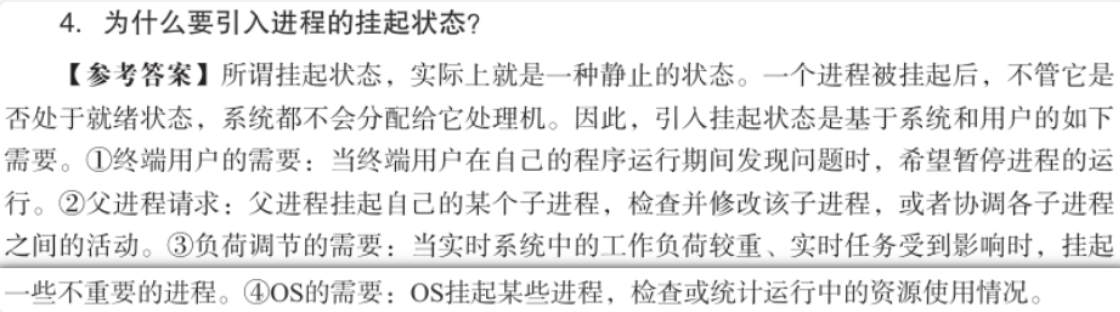 4. 为什么要引入进程的挂起状态?
【参考答案】所谓挂起状态，实际上就是一种静止的状态。一个进程被挂起后，不管它是
否处于就绪状态，系统都不会分配给它处理机。因此，引入挂起状态是基于系统和用户的如下
需要。①终端用户的需要：当终端用户在自己的程序运行期间发现问题时，希望暂停进程的运
行。②父进程请求：父进程挂起自己的某个子进程，检查并修改该子进程，或者协调各子进程
之间的活动。③负荷调节的需要：当实时系统中的工作负荷较重、实时任务受到影响时，挂起
一些不重要的进程。④OS的需要：OS挂起某些进程，检查或统计运行中的资源使用情况。